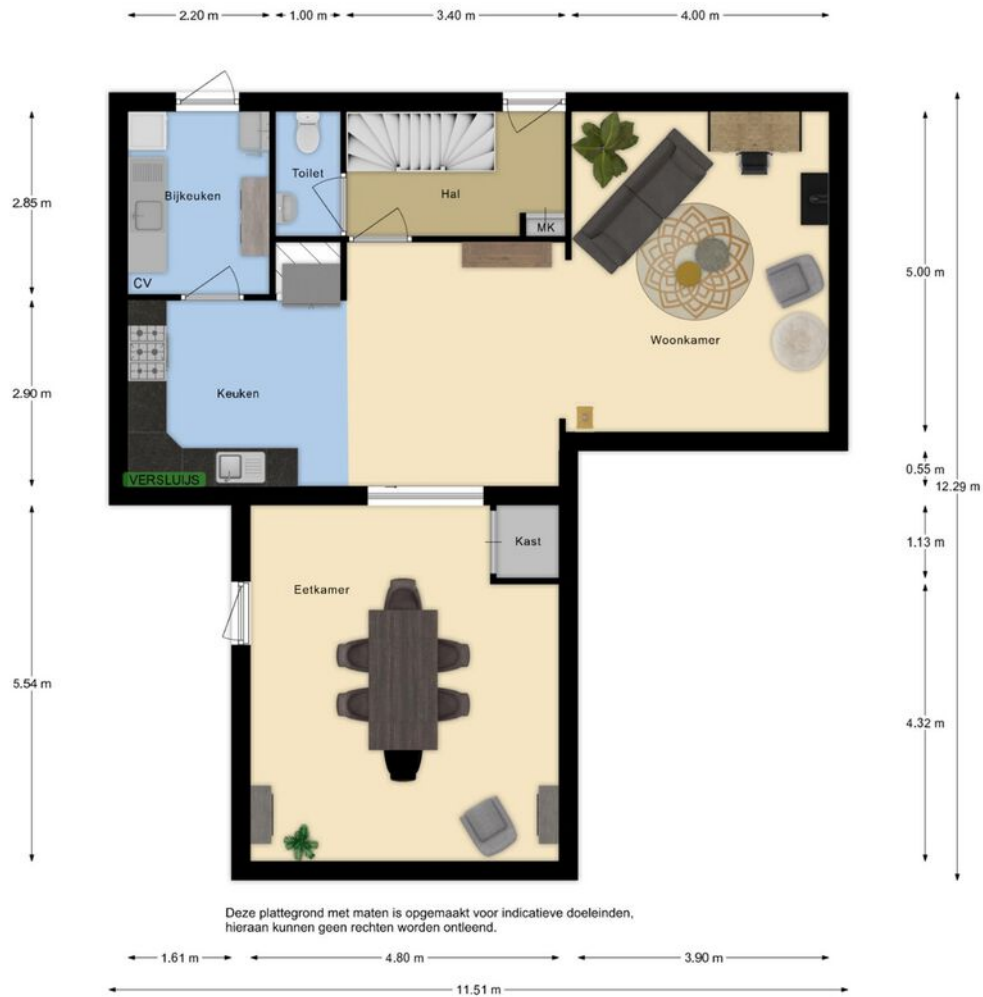 2.20 m
1.00 m
3.40 m
4.00 m
2.85 m
Bijkeuken
Toilet
Hal
MK
CV
5.00 m
Woonkamer
2.90 m
Keuken
VERSLUIJS
0.55 m
12.29 m
Kast
1.13 m
Eetkamer
5.54 m
4.32 m
Deze plattegrond met maten is opgemaakt voor indicatieve doeleinden,
hieraan kunnen geen rechten worden ontleend.
1.61 m
4.80 m
3.90 m
11.51 m